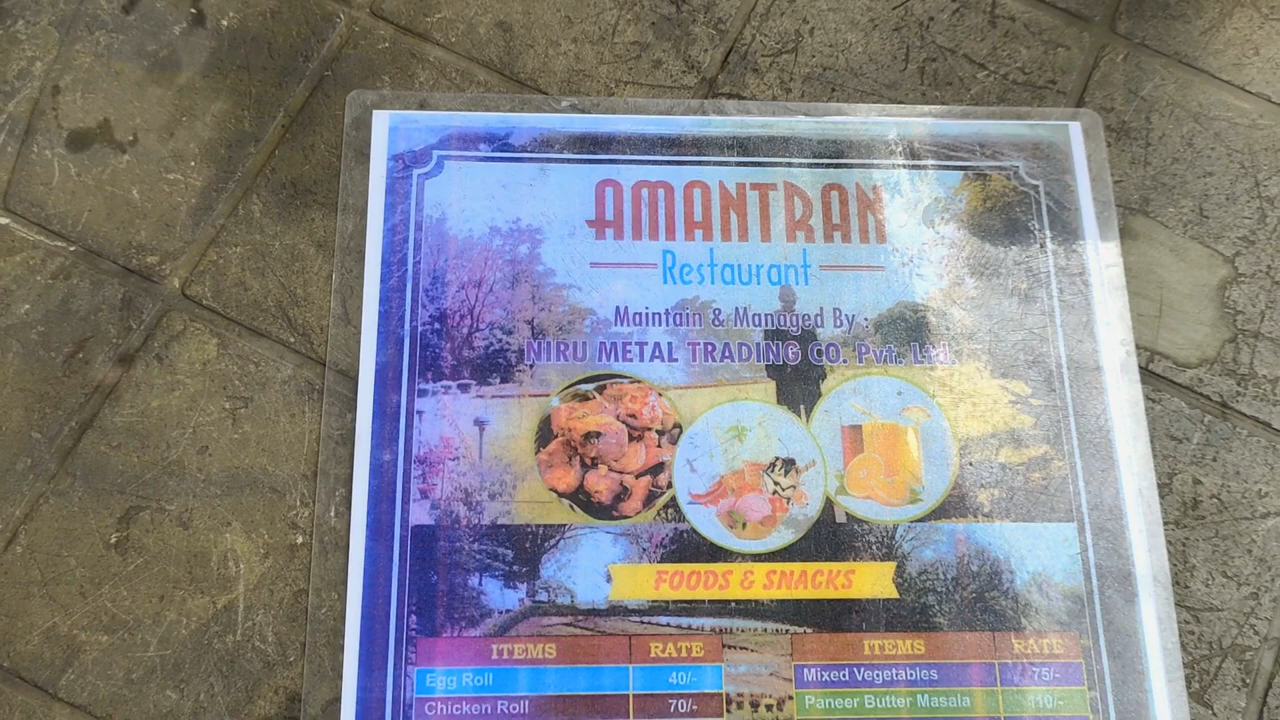 AMANTRAN
Restaurant
Maintain & Managed By :
NIRU METAL TRADING CO. Pvt. Ltd.
FOODS & SNACKS
ITEMS RATE
Egg Roll 40/-
Chicken Roll 70/-
ITEMS RATE
Mixed Vegetables 75/-
Paneer Butter Masala 110/-